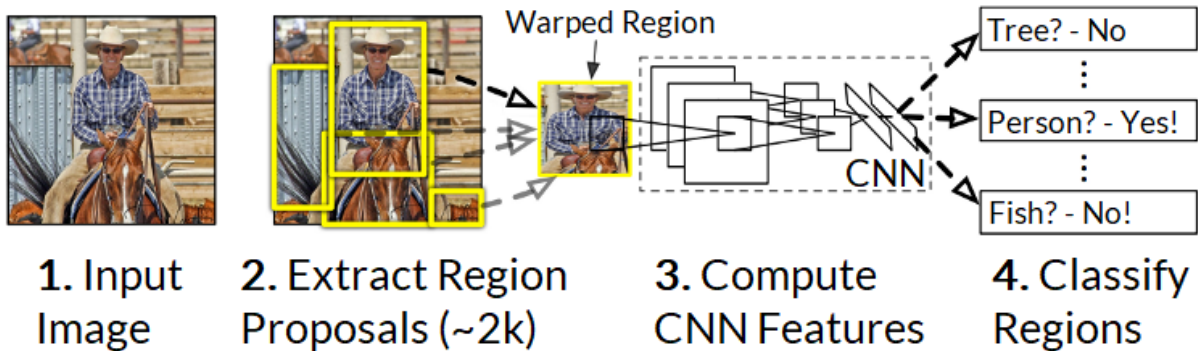 Warped Region
Tree? - No
⋮
Person? - Yes!
CNN
⋮
Fish? - No!
1. Input
Image
2. Extract Region
Proposals (~2k)
3. Compute
CNN Features
4. Classify
Regions